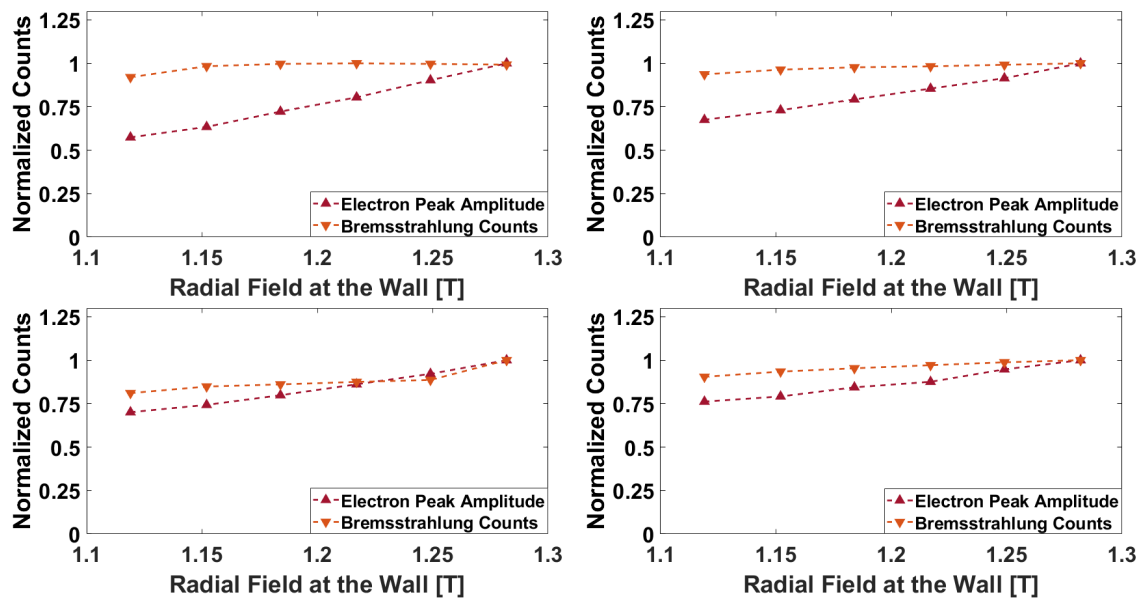 Normalized Counts
1.25
1
0.75
0.5
0.25
0
1.1
1.15
1.2
1.25
1.3
Radial Field at the Wall [T]
Electron Peak Amplitude
Bremsstrahlung Counts
Normalized Counts
1.25
1
0.75
0.5
0.25
0
1.1
1.15
1.2
1.25
1.3
Radial Field at the Wall [T]
Electron Peak Amplitude
Bremsstrahlung Counts
Normalized Counts
1.25
1
0.75
0.5
0.25
0
1.1
1.15
1.2
1.25
1.3
Radial Field at the Wall [T]
Electron Peak Amplitude
Bremsstrahlung Counts
Normalized Counts
1.25
1
0.75
0.5
0.25
0
1.1
1.15
1.2
1.25
1.3
Radial Field at the Wall [T]
Electron Peak Amplitude
Bremsstrahlung Counts